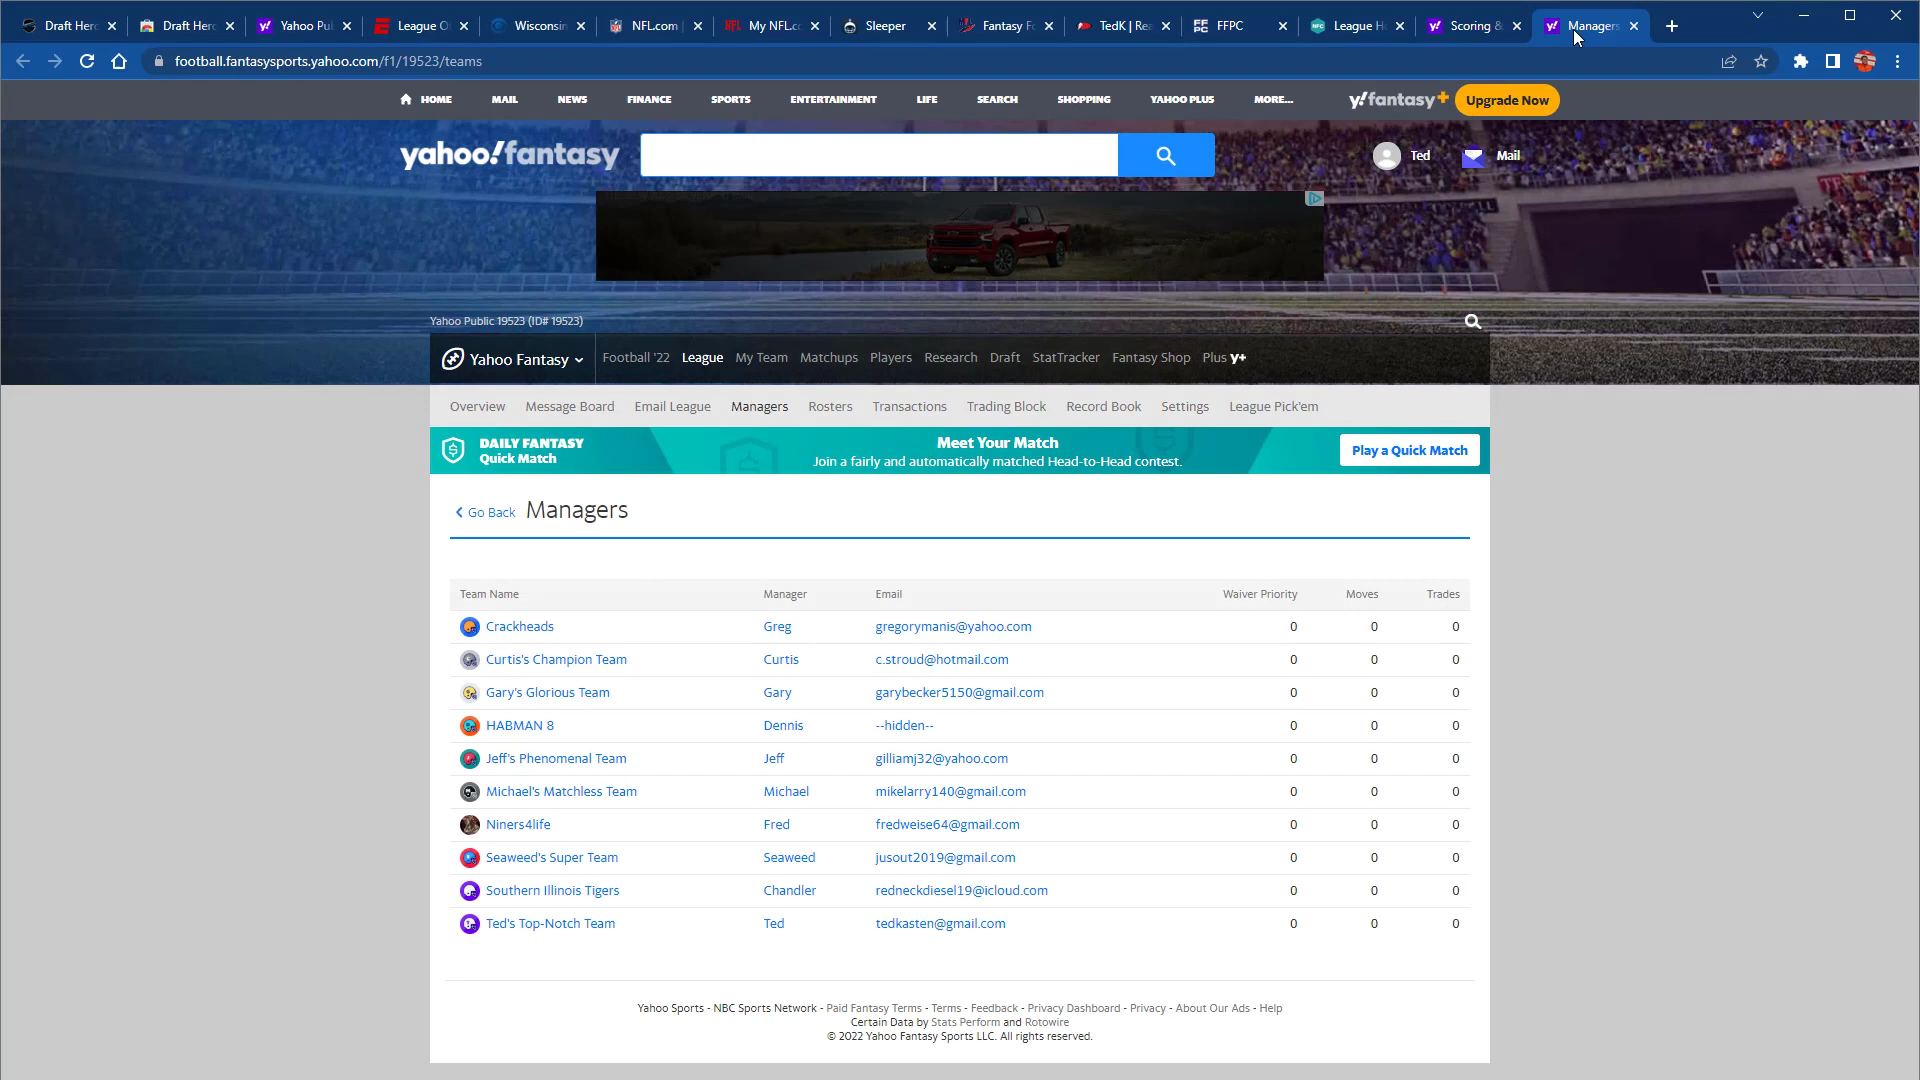 Draft Her
Draft Her
Yahoo Pu
League O
Wisconsin
NFL.com
My NFL.c
Sleeper
Fantasy Fo
TedK | Rea
FFPC
League H
Scoring &
Managers
football.fantasysports.yahoo.com/f1/19523/teams
HOME MAIL NEWS FINANCE SPORTS ENTERTAINMENT LIFE SEARCH SHOPPING YAHOO PLUS MORE... y!fantasy+ Upgrade Now
yahoo!fantasy Ted Mail
Yahoo Public 19523 (ID# 19523)
Yahoo Fantasy Football '22 League My Team Matchups Players Research Draft StatTracker Fantasy Shop Plus y+
Overview Message Board Email League Managers Rosters Transactions Trading Block Record Book Settings League Pick'em
DAILY FANTASY
Quick Match
Meet Your Match
Join a fairly and automatically matched Head-to-Head contest.
Play a Quick Match
Go Back Managers
Team Name Manager Email Waiver Priority Moves Trades
Crackheads Greg gregorymanis@yahoo.com 0 0 0
Curtis's Champion Team Curtis c.stroud@hotmail.com 0 0 0
Gary's Glorious Team Gary garybecker5150@gmail.com 0 0 0
HABMAN 8 Dennis --hidden-- 0 0 0
Jeff's Phenomenal Team Jeff gilliamj32@yahoo.com 0 0 0
Michael's Matchless Team Michael mikelarry140@gmail.com 0 0 0
Niners4life Fred fredweise64@gmail.com 0 0 0
Seaweed's Super Team Seaweed jusout2019@gmail.com 0 0 0
Southern Illinois Tigers Chandler redneckdiesel19@icloud.com 0 0 0
Ted's Top-Notch Team Ted tedkasten@gmail.com 0 0 0
Yahoo Sports - NBC Sports Network - Paid Fantasy Terms - Terms - Feedback - Privacy Dashboard - Privacy - About Our Ads - Help
Certain Data by Stats Perform and Rotowire
© 2022 Yahoo Fantasy Sports LLC. All rights reserved.